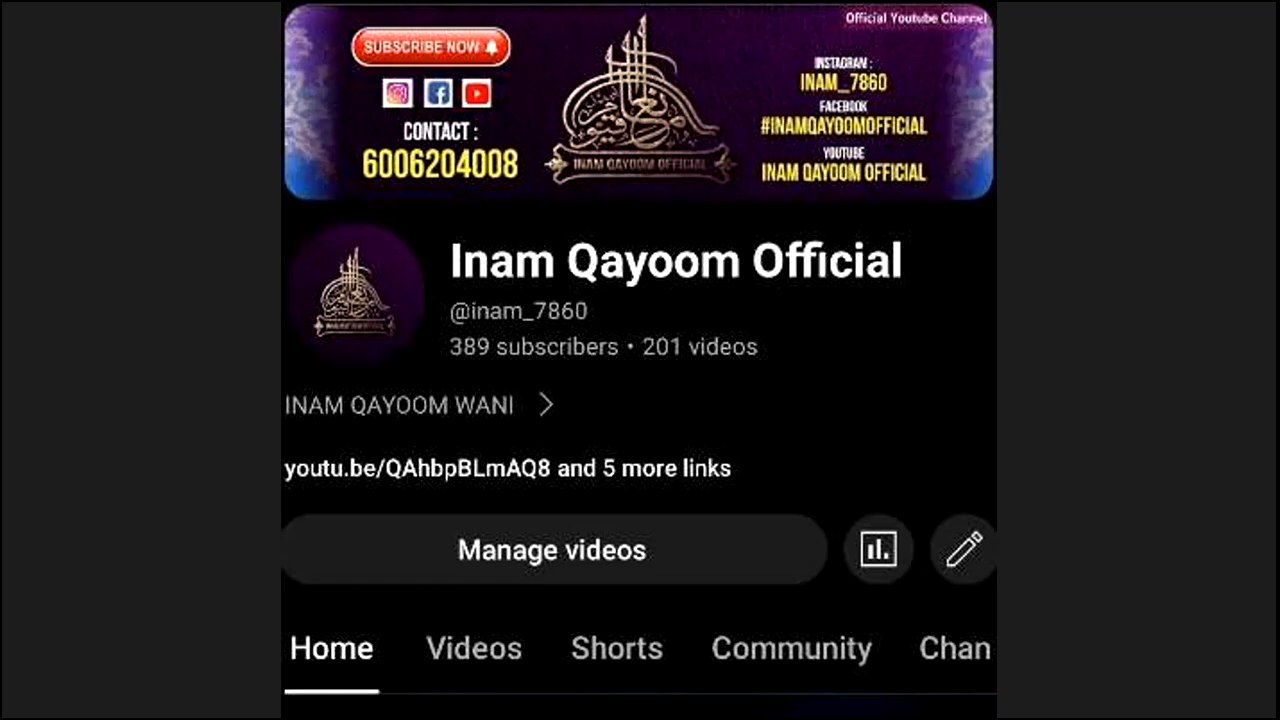 Official Youtube Channel
SUBSCRIBE NOW
CONTACT :
6006204008
INAM QAYOOM OFFICIAL
INSTAGRAM :
INAM_7860
FACEBOOK
#INAMQAYOOMOFFICIAL
YOUTUBE
INAM QAYOOM OFFICIAL
Inam Qayoom Official
@inam_7860
389 subscribers • 201 videos
INAM QAYOOM WANI >
youtu.be/QAhbpBLmAQ8 and 5 more links
Manage videos
Home Videos Shorts Community Chan